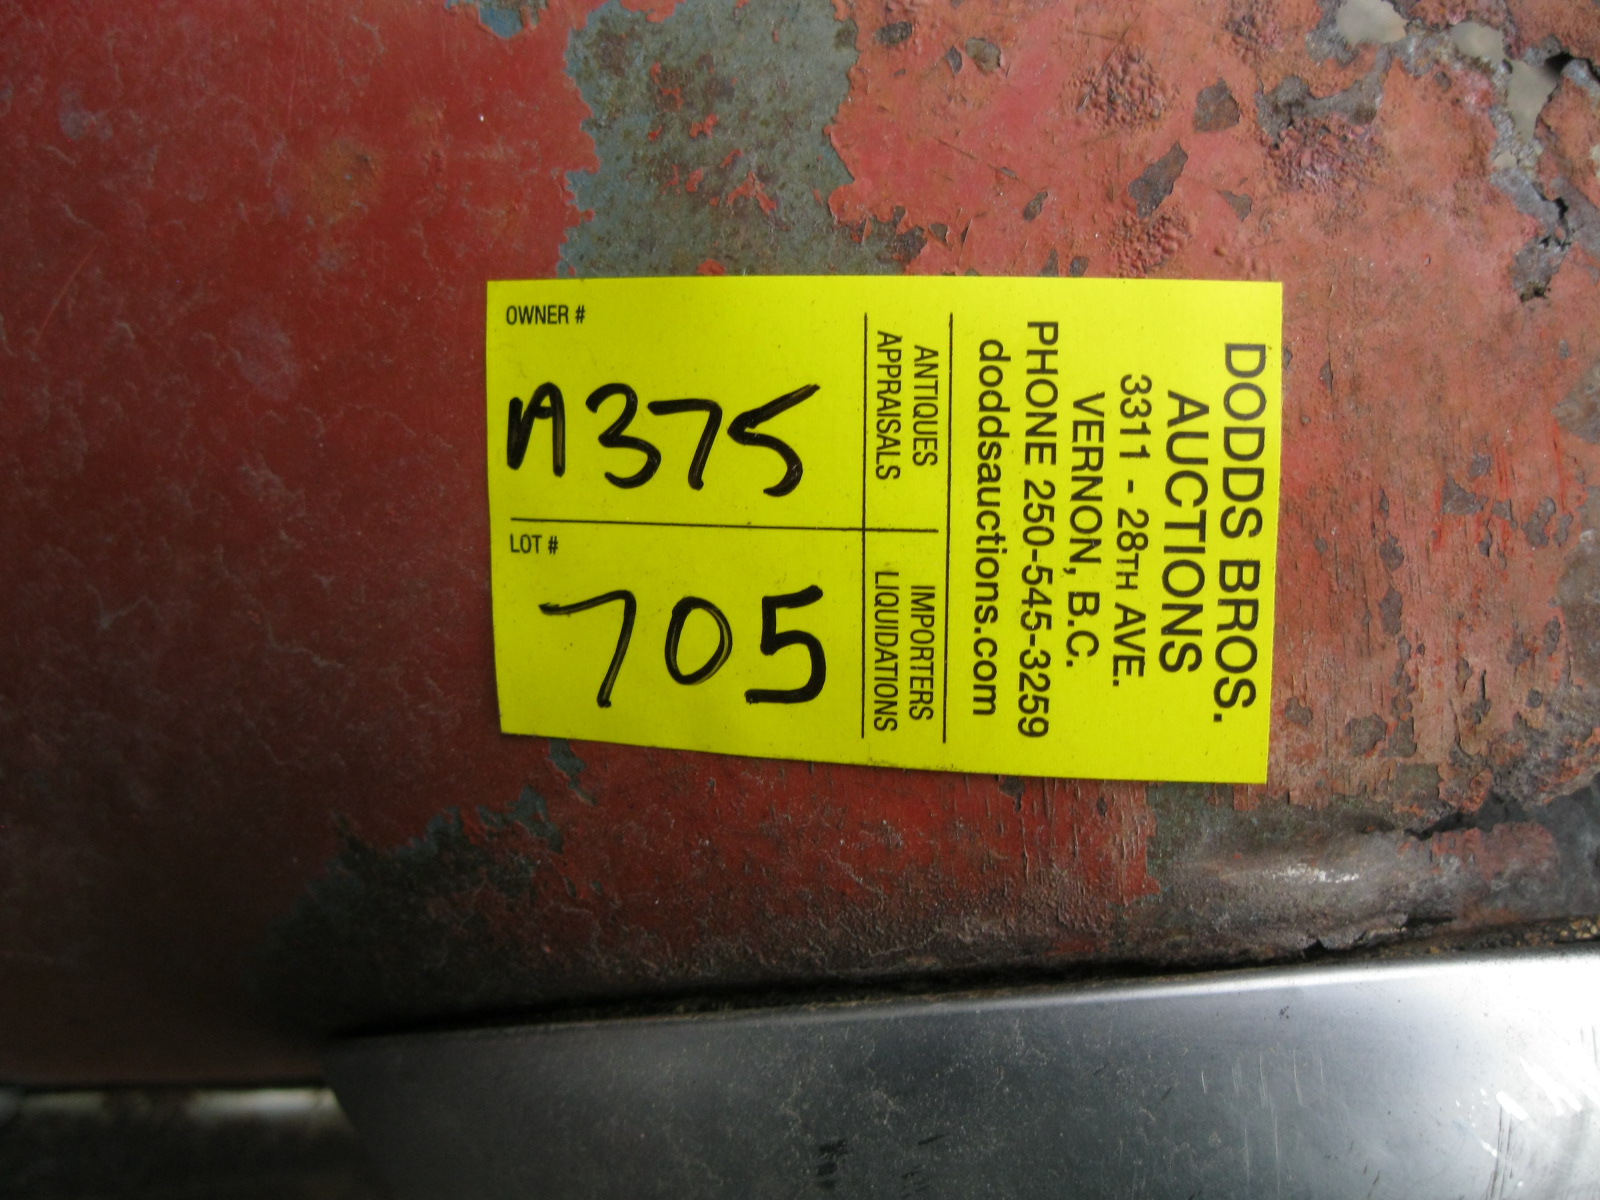 DODDS BROS.
AUCTIONS
3311 - 28TH AVE.
VERNON, B.C.
PHONE 250-545-3259
doddsauctions.com
ANTIQUES
APPRAISALS
IMPORTERS
LIQUIDATIONS
OWNER #
A375
LOT #
705